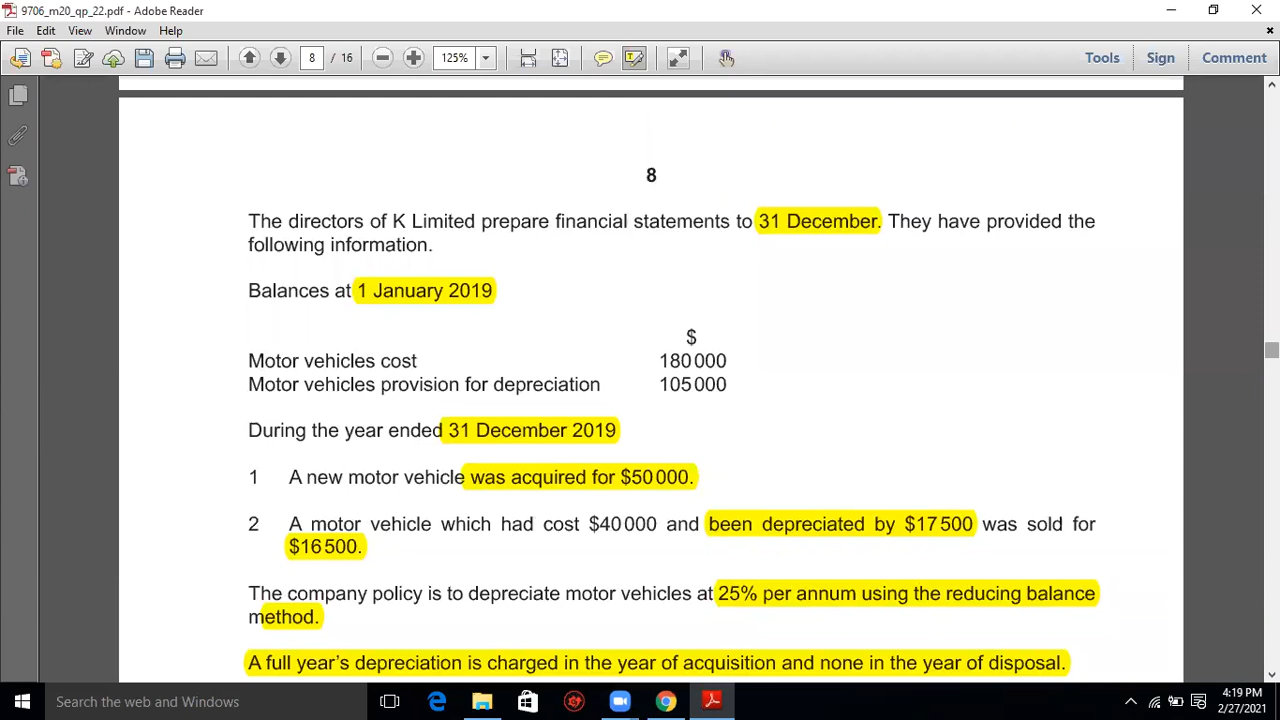 9706_m20_qp_22.pdf - Adobe Reader
File Edit View Window Help
8 / 16 125% Tools Sign Comment
8
The directors of K Limited prepare financial statements to 31 December. They have provided the
following information.
Balances at 1 January 2019
$
Motor vehicles cost 180 000
Motor vehicles provision for depreciation 105 000
During the year ended 31 December 2019
1 A new motor vehicle was acquired for $50 000.
2 A motor vehicle which had cost $40 000 and been depreciated by $17 500 was sold for
$16 500.
The company policy is to depreciate motor vehicles at 25% per annum using the reducing balance
method.
A full year’s depreciation is charged in the year of acquisition and none in the year of disposal.
Search the web and Windows
4:19 PM
2/27/2021